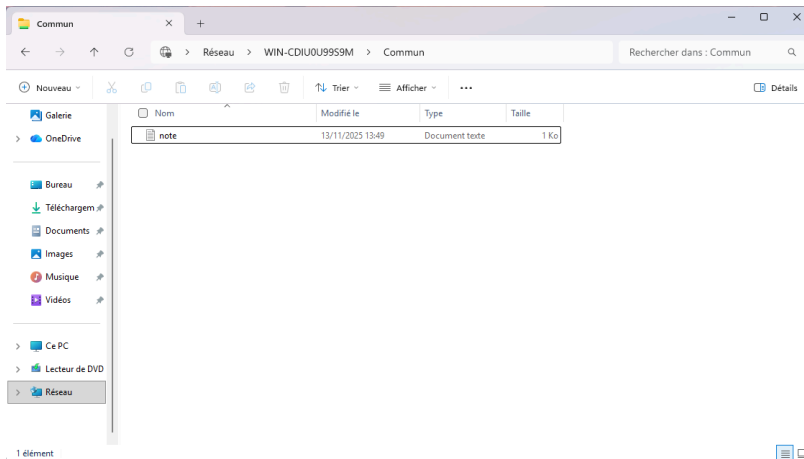 Commun
Réseau > WIN-CDIU0U99S9M > Commun
Rechercher dans : Commun
Nouveau
Trier
Afficher
Détails
Galerie
OneDrive
Bureau
Téléchargem
Documents
Images
Musique
Vidéos
Ce PC
Lecteur de DVD
Réseau
Nom Modifié le Type Taille
note 13/11/2025 13:49 Document texte 1 Ko
1 élément